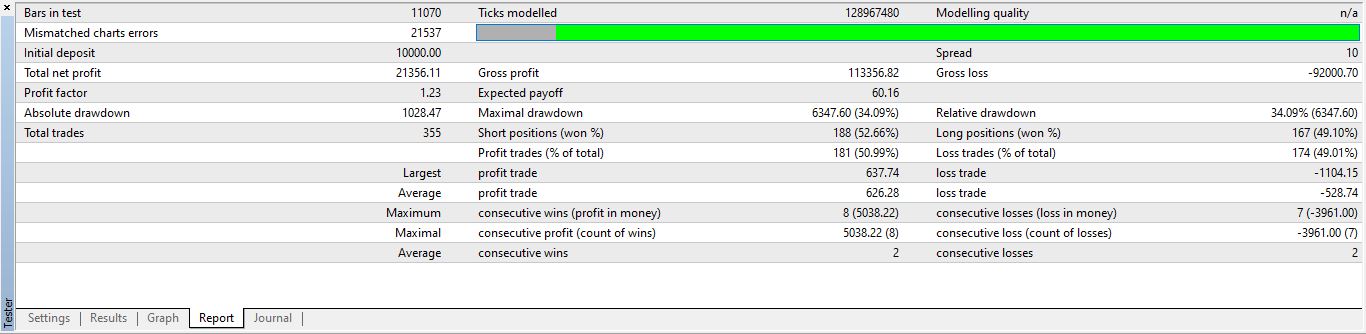 Bars in test 11070 Ticks modelled 128967480 Modelling quality n/a
Mismatched charts errors 21537
Initial deposit 10000.00 Spread 10
Total net profit 21356.11 Gross profit 113356.82 Gross loss -92000.70
Profit factor 1.23 Expected payoff 60.16
Absolute drawdown 1028.47 Maximal drawdown 6347.60 (34.09%) Relative drawdown 34.09% (6347.60)
Total trades 355 Short positions (won %) 188 (52.66%) Long positions (won %) 167 (49.10%)
Profit trades (% of total) 181 (50.99%) Loss trades (% of total) 174 (49.01%)
Largest profit trade 637.74 loss trade -1104.15
Average profit trade 626.28 loss trade -528.74
Maximum consecutive wins (profit in money) 8 (5038.22) consecutive losses (loss in money) 7 (-3961.00)
Maximal consecutive profit (count of wins) 5038.22 (8) consecutive loss (count of losses) -3961.00 (7)
Average consecutive wins 2 consecutive losses 2
Tester
Settings Results Graph Report Journal